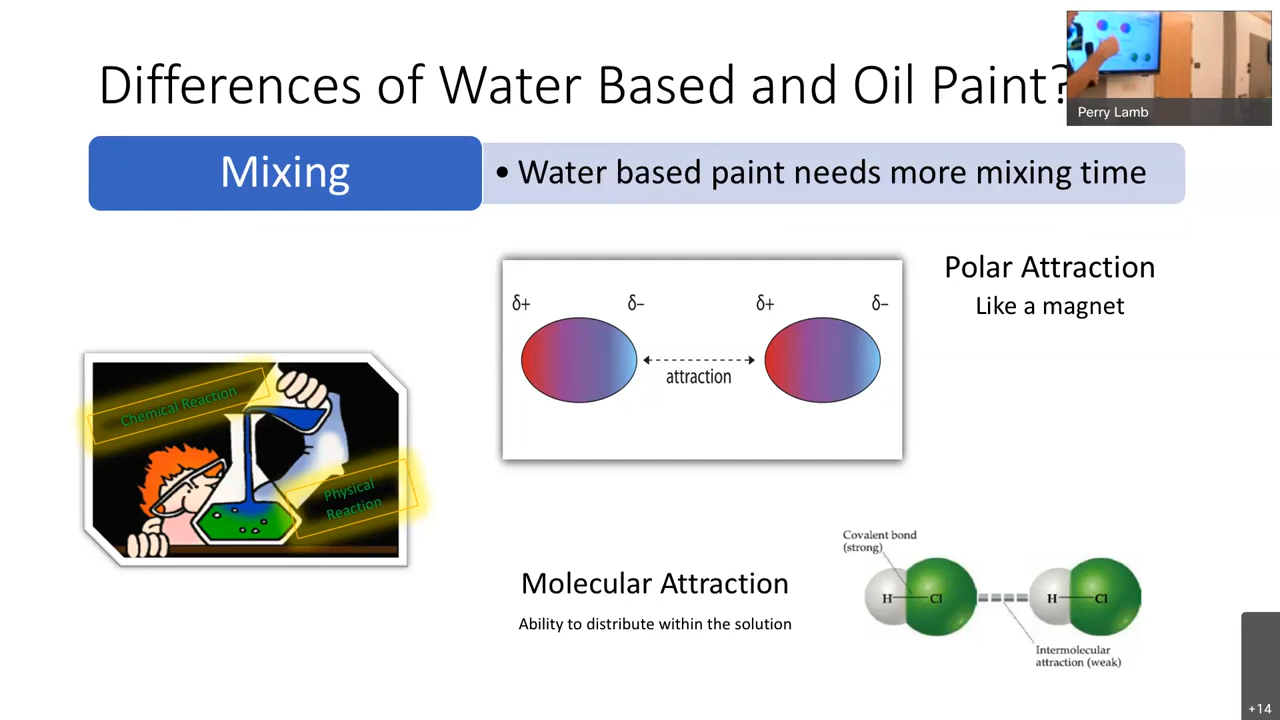 Differences of Water Based and Oil Paint?
Perry Lamb
Mixing
• Water based paint needs more mixing time
Polar Attraction
Like a magnet
δ+
δ−
δ+
δ−
attraction
Chemical Reaction
Physical
Reaction
Covalent bond
(strong)
Molecular Attraction
Ability to distribute within the solution
H
Cl
H
Cl
Intermolecular
attraction (weak)
+14